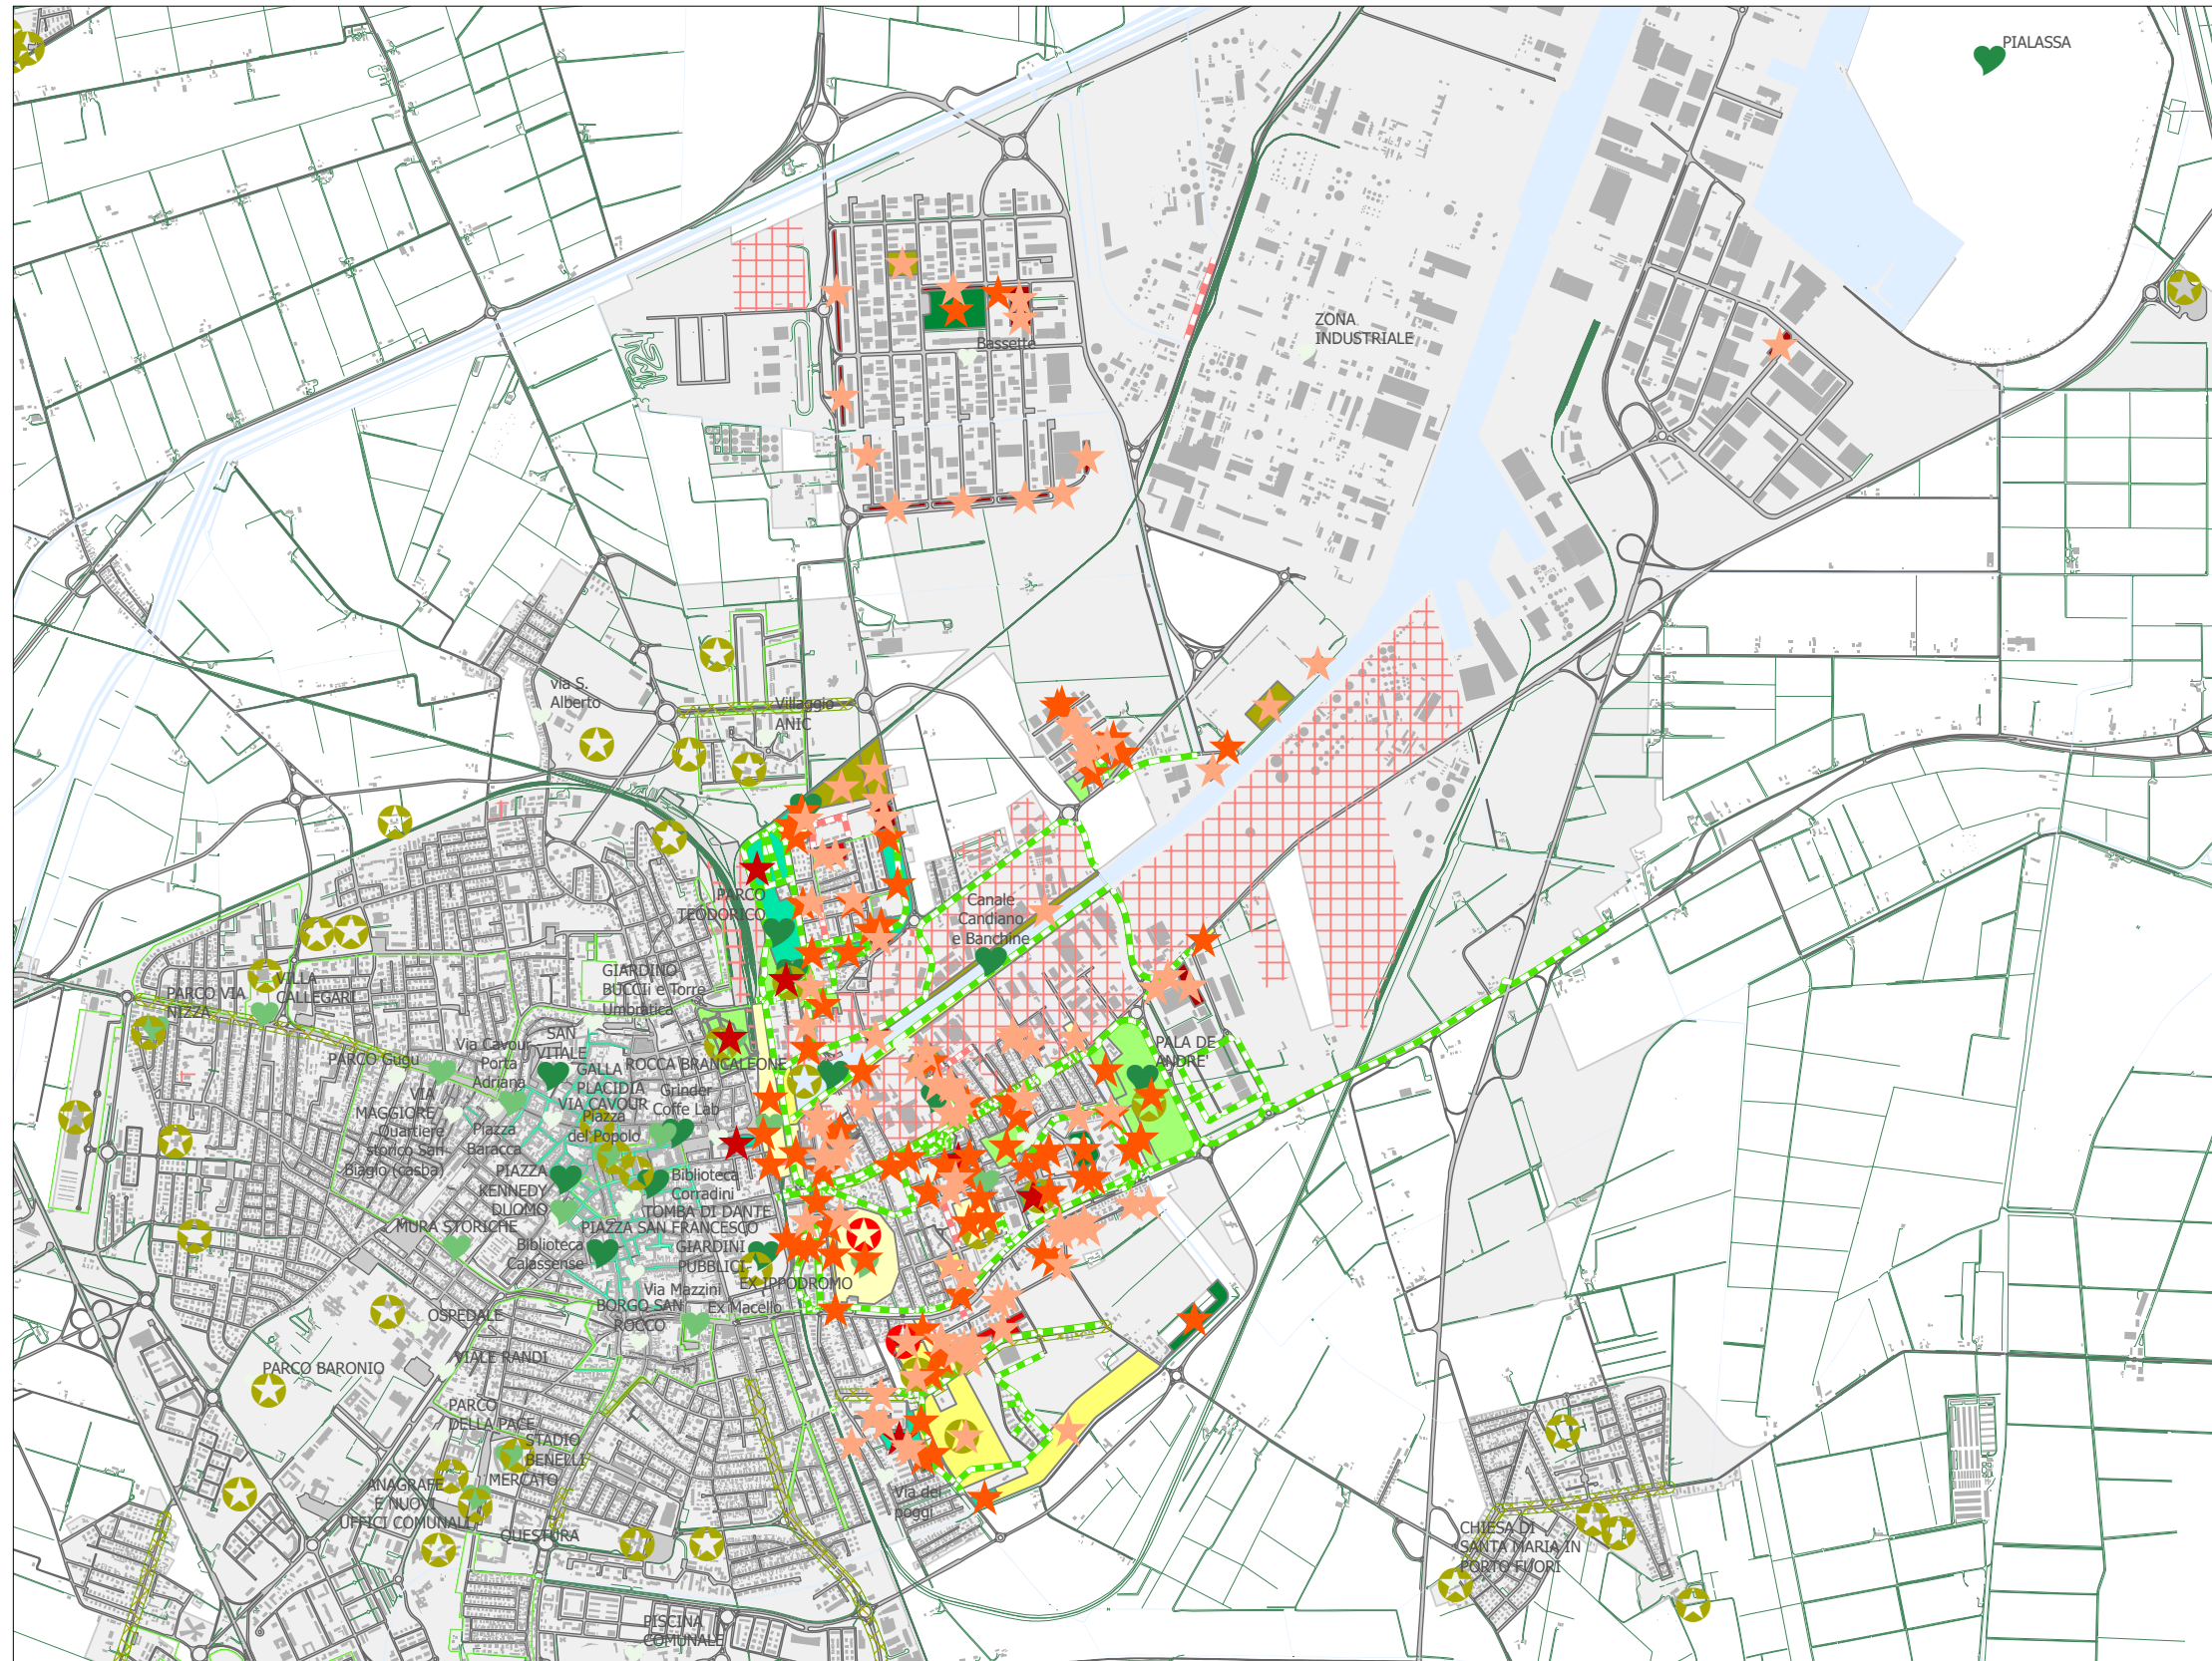 PIALASSA
ZONA
INDUSTRIALE
Bassette
via S.
Alberto
Villaggio
ANIC
PARCO
TEODORICO
Canale
Candiano
e Banchine
GIARDINO
BUCCIi e Torre
Umbratica
VILLA
CALLEGARI
PARCO VIA
NIZZA
SAN
VITALE
Via Cavour
Porta
Adriana
PARCO Gugu
GALLA
PLACIDIA
ROCCA BRANCALEONE
PALA DE
ANDRE'
VIA
MAGGIORE
VIA CAVOUR
Grinder
Coffe Lab
Piazza
del Popolo
Quartiere
storico San
Biagio (casba)
Piazza
Baracca
PIAZZA
KENNEDY
Biblioteca
Corradini
DUOMO
TOMBA DI DANTE
MURA STORICHE
PIAZZA SAN FRANCESCO
Biblioteca
Calassense
GIARDINI
PUBBLICI
EX IPPODROMO
Via Mazzini
BORGO SAN
ROCCO
Ex Macello
OSPEDALE
VIALE RANDI
PARCO BARONIO
PARCO
DELLA PACE
STADIO
BENELLI
MERCATO
ANAGRAFE
E NUOVI
UFFICI COMUNALI
Via dei
poggi
QUESTURA
CHIESA DI
SANTA MARIA IN
PORTO FUORI
PISCINA
COMUNALE